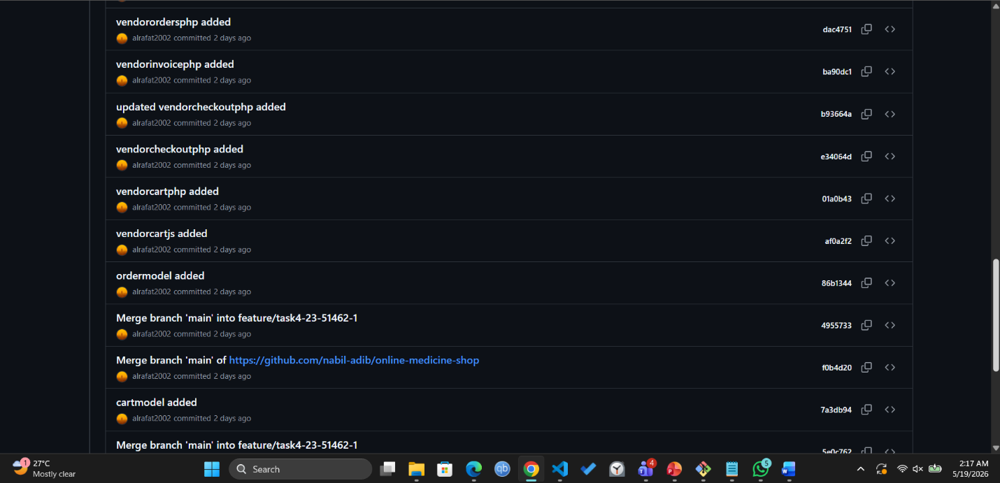 vendorordersphp added
alrafat2002 committed 2 days ago
dac4751
vendorinvoicephp added
alrafat2002 committed 2 days ago
ba90dc1
updated vendorcheckoutphp added
alrafat2002 committed 2 days ago
b93664a
vendorcheckoutphp added
alrafat2002 committed 2 days ago
e34064d
vendorcartphp added
alrafat2002 committed 2 days ago
01a0b43
vendorcartjs added
alrafat2002 committed 2 days ago
af0a2f2
ordermodel added
alrafat2002 committed 2 days ago
86b1344
Merge branch 'main' into feature/task4-23-51462-1
alrafat2002 committed 2 days ago
4955733
Merge branch 'main' of https://github.com/nabil-adib/online-medicine-shop
alrafat2002 committed 2 days ago
f0b4d20
cartmodel added
alrafat2002 committed 2 days ago
7a3db94
Merge branch 'main' into feature/task4-23-51462-1
1
27°C
Mostly clear
Search
qb
4
5
2:17 AM
5/19/2026